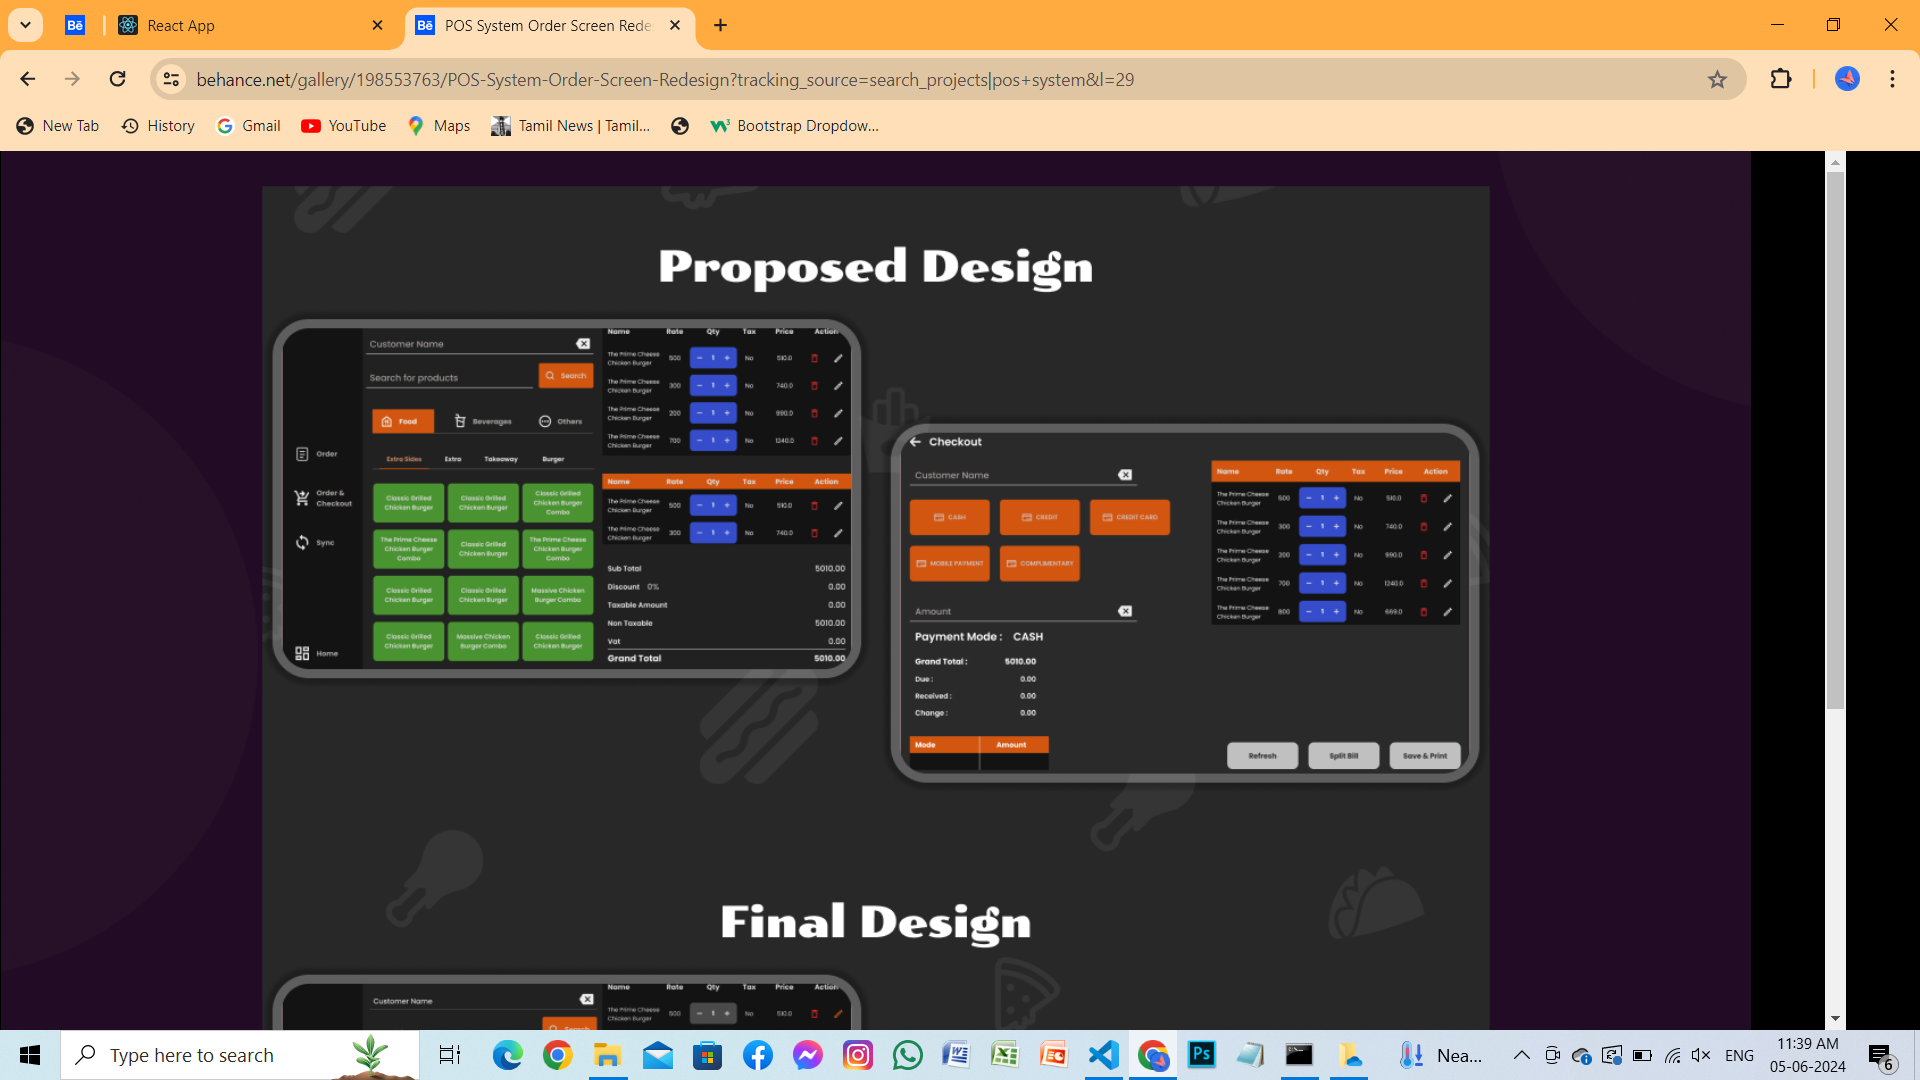 Bē
React App
Bē POS System Order Screen Rede
behance.net/gallery/198553763/POS-System-Order-Screen-Redesign?tracking_source=search_projects|pos+system&l=29
New Tab History Gmail YouTube Maps Tamil News | Tamil... Bootstrap Dropdow...
Proposed Design
Customer Name
Search for products Search
Food Beverages Others
Extra Sides Extra Takeaway Burger
Order
Order & Checkout
Sync
Home
Classic Grilled Chicken Burger
Classic Grilled Chicken Burger
Classic Grilled Chicken Burger Combo
The Prime Cheese Chicken Burger Combo
Classic Grilled Chicken Burger
The Prime Cheese Chicken Burger Combo
Classic Grilled Chicken Burger
Classic Grilled Chicken Burger
Massive Chicken Burger Combo
Classic Grilled Chicken Burger
Massive Chicken Burger Combo
Classic Grilled Chicken Burger
Name Rate Qty Tax Price Action
The Prime Cheese Chicken Burger 500 - 1 + No 510.0
The Prime Cheese Chicken Burger 300 - 1 + No 740.0
The Prime Cheese Chicken Burger 200 - 1 + No 990.0
The Prime Cheese Chicken Burger 700 - 1 + No 1240.0
Name Rate Qty Tax Price Action
The Prime Cheese Chicken Burger 500 - 1 + No 510.0
The Prime Cheese Chicken Burger 300 - 1 + No 740.0
Sub Total 5010.00
Discount 0% 0.00
Taxable Amount 0.00
Non Taxable 5010.00
Vat 0.00
Grand Total 5010.00
Checkout
Customer Name
CASH CREDIT CREDIT CARD
MOBILE PAYMENT COMPLIMENTARY
Amount
Payment Mode : CASH
Grand Total : 5010.00
Due : 0.00
Received : 0.00
Change : 0.00
Mode Amount
Name Rate Qty Tax Price Action
The Prime Cheese Chicken Burger 500 - 1 + No 510.0
The Prime Cheese Chicken Burger 300 - 1 + No 740.0
The Prime Cheese Chicken Burger 200 - 1 + No 990.0
The Prime Cheese Chicken Burger 700 - 1 + No 1240.0
The Prime Cheese Chicken Burger 800 - 1 + No 669.0
Refresh Split Bill Save & Print
Final Design
Customer Name
Name Rate Qty Tax Price Action
The Prime Cheese Chicken Burger 500 - 1 + No 510.0
Type here to search
Ps
Nea...
ENG
11:39 AM
05-06-2024
6